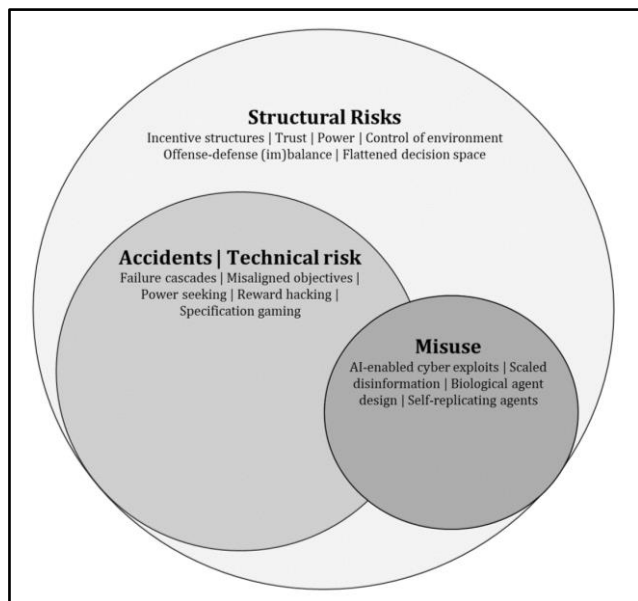 Structural Risks
Incentive structures | Trust | Power | Control of environment
Offense-defense (im)balance | Flattened decision space
Accidents | Technical risk
Failure cascades | Misaligned objectives |
Power seeking | Reward hacking |
Specification gaming
Misuse
AI-enabled cyber exploits | Scaled
disinformation | Biological agent
design | Self-replicating agents